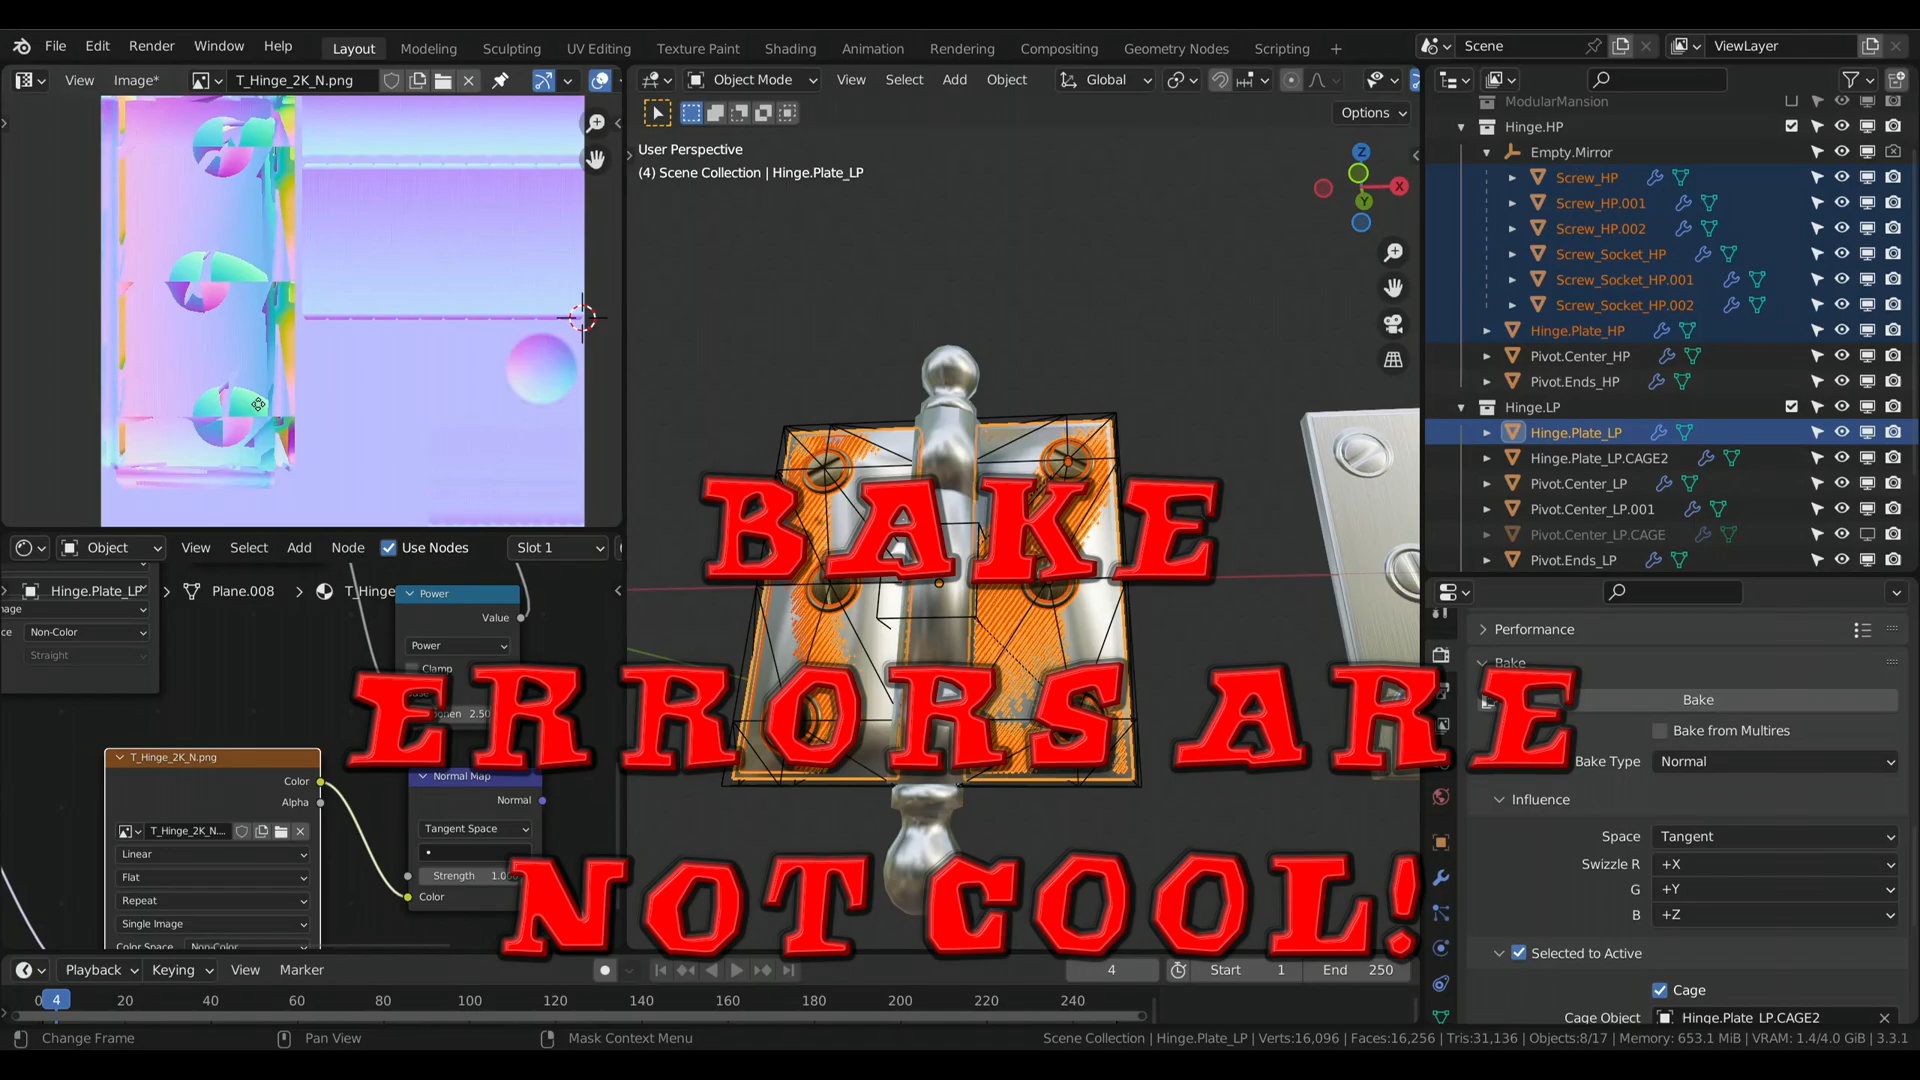 File Edit Render Window Help Layout Modeling Sculpting UV Editing Texture Paint Shading Animation Rendering Compositing Geometry Nodes Scripting + Scene ViewLayer
View Image* T_Hinge_2K_N.png Object Mode View Select Add Object Global
Options
User Perspective
(4) Scene Collection | Hinge.Plate_LP
Z
X
Y
ModularMansion
Hinge.HP
Empty.Mirror
Screw_HP
Screw_HP.001
Screw_HP.002
Screw_Socket_HP
Screw_Socket_HP.001
Screw_Socket_HP.002
Hinge.Plate_HP
Pivot.Center_HP
Pivot.Ends_HP
Hinge.LP
Hinge.Plate_LP
Hinge.Plate_LP.CAGE2
Pivot.Center_LP
Pivot.Center_LP.001
Pivot.Center_LP.CAGE
Pivot.Ends_LP
BAKE
ERRORS ARE
NOT COOL!
Object View Select Add Node Use Nodes Slot 1
Hinge.Plate_LP Plane.008 T_Hinge
Non-Color
Straight
Power
Value
Power
Clamp
2.50
T_Hinge_2K_N.png
Color
Alpha
T_Hinge_2K_N....
Linear
Flat
Repeat
Single Image
Color Space Non-Color
Normal Map
Normal
Tangent Space
Strength
Color
Performance
Bake
Bake
Bake from Multires
Bake Type Normal
Influence
Space Tangent
Swizzle R +X
G +Y
B +Z
Selected to Active
Cage
Cage Object Hinge.Plate_LP.CAGE2
Playback Keying View Marker 4 Start 1 End 250
0 4 20 40 60 80 100 120 140 160 180 200 220 240
Change Frame Pan View Mask Context Menu Scene Collection | Hinge.Plate_LP | Verts:16,096 | Faces:16,256 | Tris:31,136 | Objects:8/17 | Memory: 653.1 MiB | VRAM: 1.4/4.0 GiB | 3.3.1